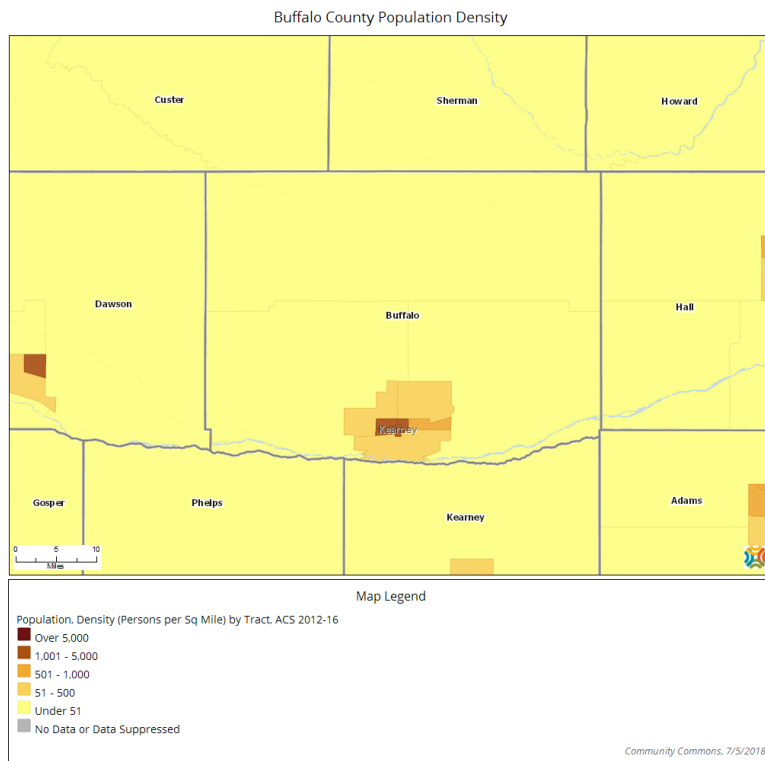 Buffalo County Population Density
Custer
Sherman
Howard
Dawson
Buffalo
Hall
Kearney
Gosper
Phelps
Kearney
Adams
0 5 10
Miles
Map Legend
Population, Density (Persons per Sq Mile) by Tract, ACS 2012-16
Over 5,000
1,001 - 5,000
501 - 1,000
51 - 500
Under 51
No Data or Data Suppressed
Community Commons, 7/5/2018